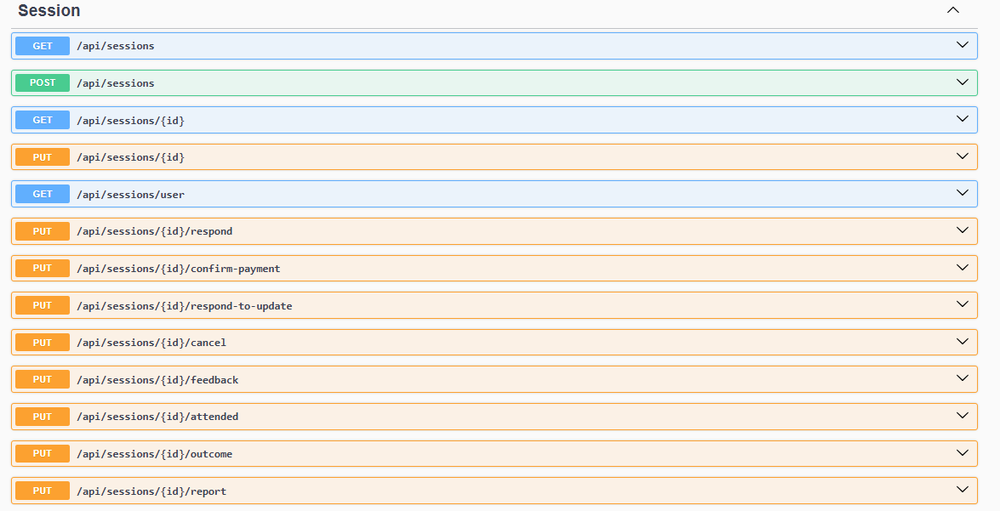 Session
GET /api/sessions
POST /api/sessions
GET /api/sessions/{id}
PUT /api/sessions/{id}
GET /api/sessions/user
PUT /api/sessions/{id}/respond
PUT /api/sessions/{id}/confirm-payment
PUT /api/sessions/{id}/respond-to-update
PUT /api/sessions/{id}/cancel
PUT /api/sessions/{id}/feedback
PUT /api/sessions/{id}/attended
PUT /api/sessions/{id}/outcome
PUT /api/sessions/{id}/report